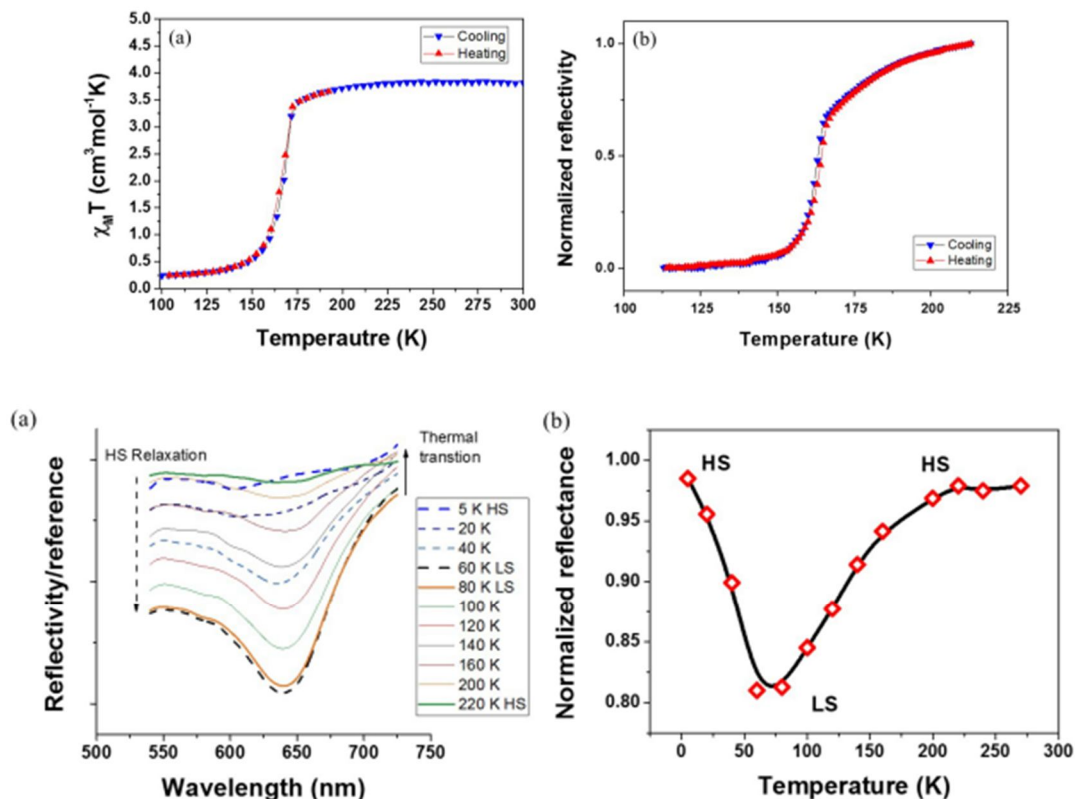 (a)
Cooling
Heating
5.0
4.5
4.0
3.5
3.0
2.5
2.0
1.5
1.0
0.5
0.0
χMT (cm³mol⁻¹K)
100 125 150 175 200 225 250 275 300
Temperautre (K)
(b)
1.0
0.5
0.0
Normalized reflectivity
Cooling
Heating
100 125 150 175 200 225
Temperature (K)
(a)
HS Relaxation
Thermal
transtion
5 K HS
20 K
40 K
60 K LS
80 K LS
100 K
120 K
140 K
160 K
200 K
220 K HS
Reflectivity/reference
500 550 600 650 700 750
Wavelength (nm)
(b)
1.00
0.95
0.90
0.85
0.80
Normalized reflectance
HS
HS
LS
0 50 100 150 200 250 300
Temperature (K)